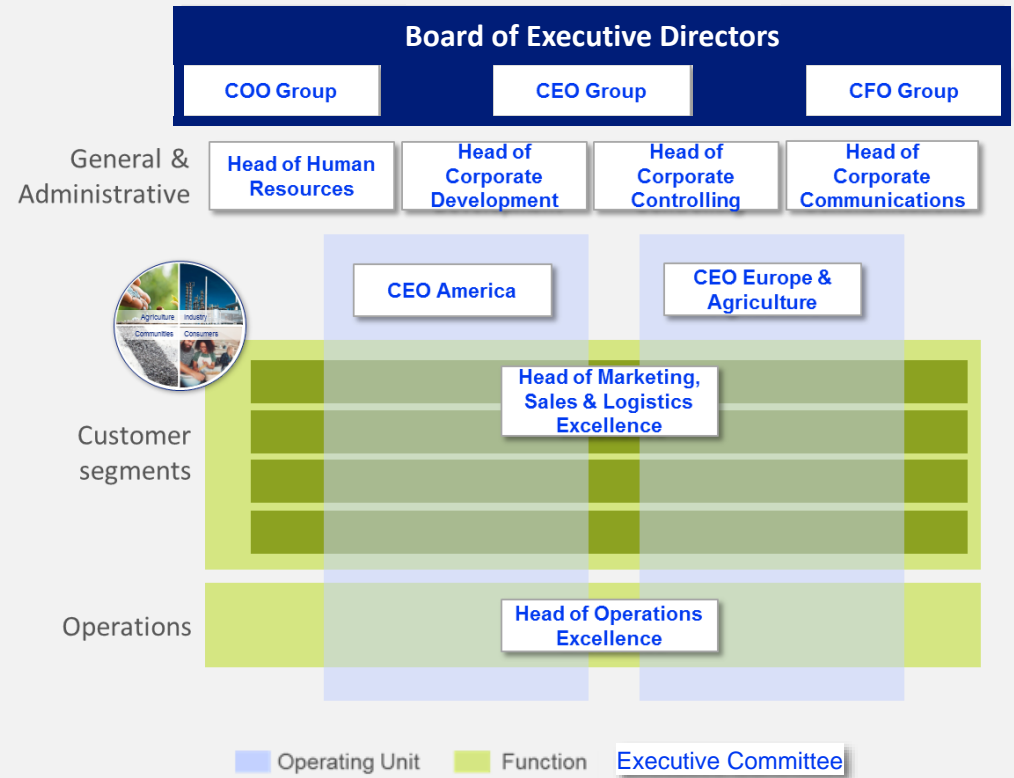 Board of Executive Directors
COO Group
CEO Group
CFO Group
General &
Administrative
Head of Human
Resources
Head of
Corporate
Development
Head of
Corporate
Controlling
Head of
Corporate
Communications
CEO America
CEO Europe &
Agriculture
Agriculture
Industry
Communities
Consumers
Customer
segments
Head of Marketing,
Sales & Logistics
Excellence
Operations
Head of Operations
Excellence
Operating Unit
Function
Executive Committee